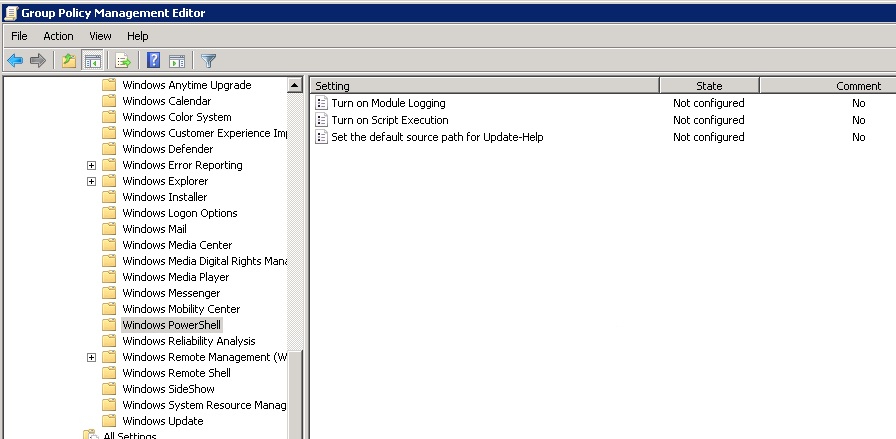 Group Policy Management Editor
File Action View Help
Windows Anytime Upgrade
Windows Calendar
Windows Color System
Windows Customer Experience Im
Windows Defender
Windows Error Reporting
Windows Explorer
Windows Installer
Windows Logon Options
Windows Mail
Windows Media Center
Windows Media Digital Rights Mana
Windows Media Player
Windows Messenger
Windows Mobility Center
Windows PowerShell
Windows Reliability Analysis
Windows Remote Management (W
Windows Remote Shell
Windows SideShow
Windows System Resource Manag
Windows Update
All Settings
Setting State Comment
Turn on Module Logging Not configured No
Turn on Script Execution Not configured No
Set the default source path for Update-Help Not configured No